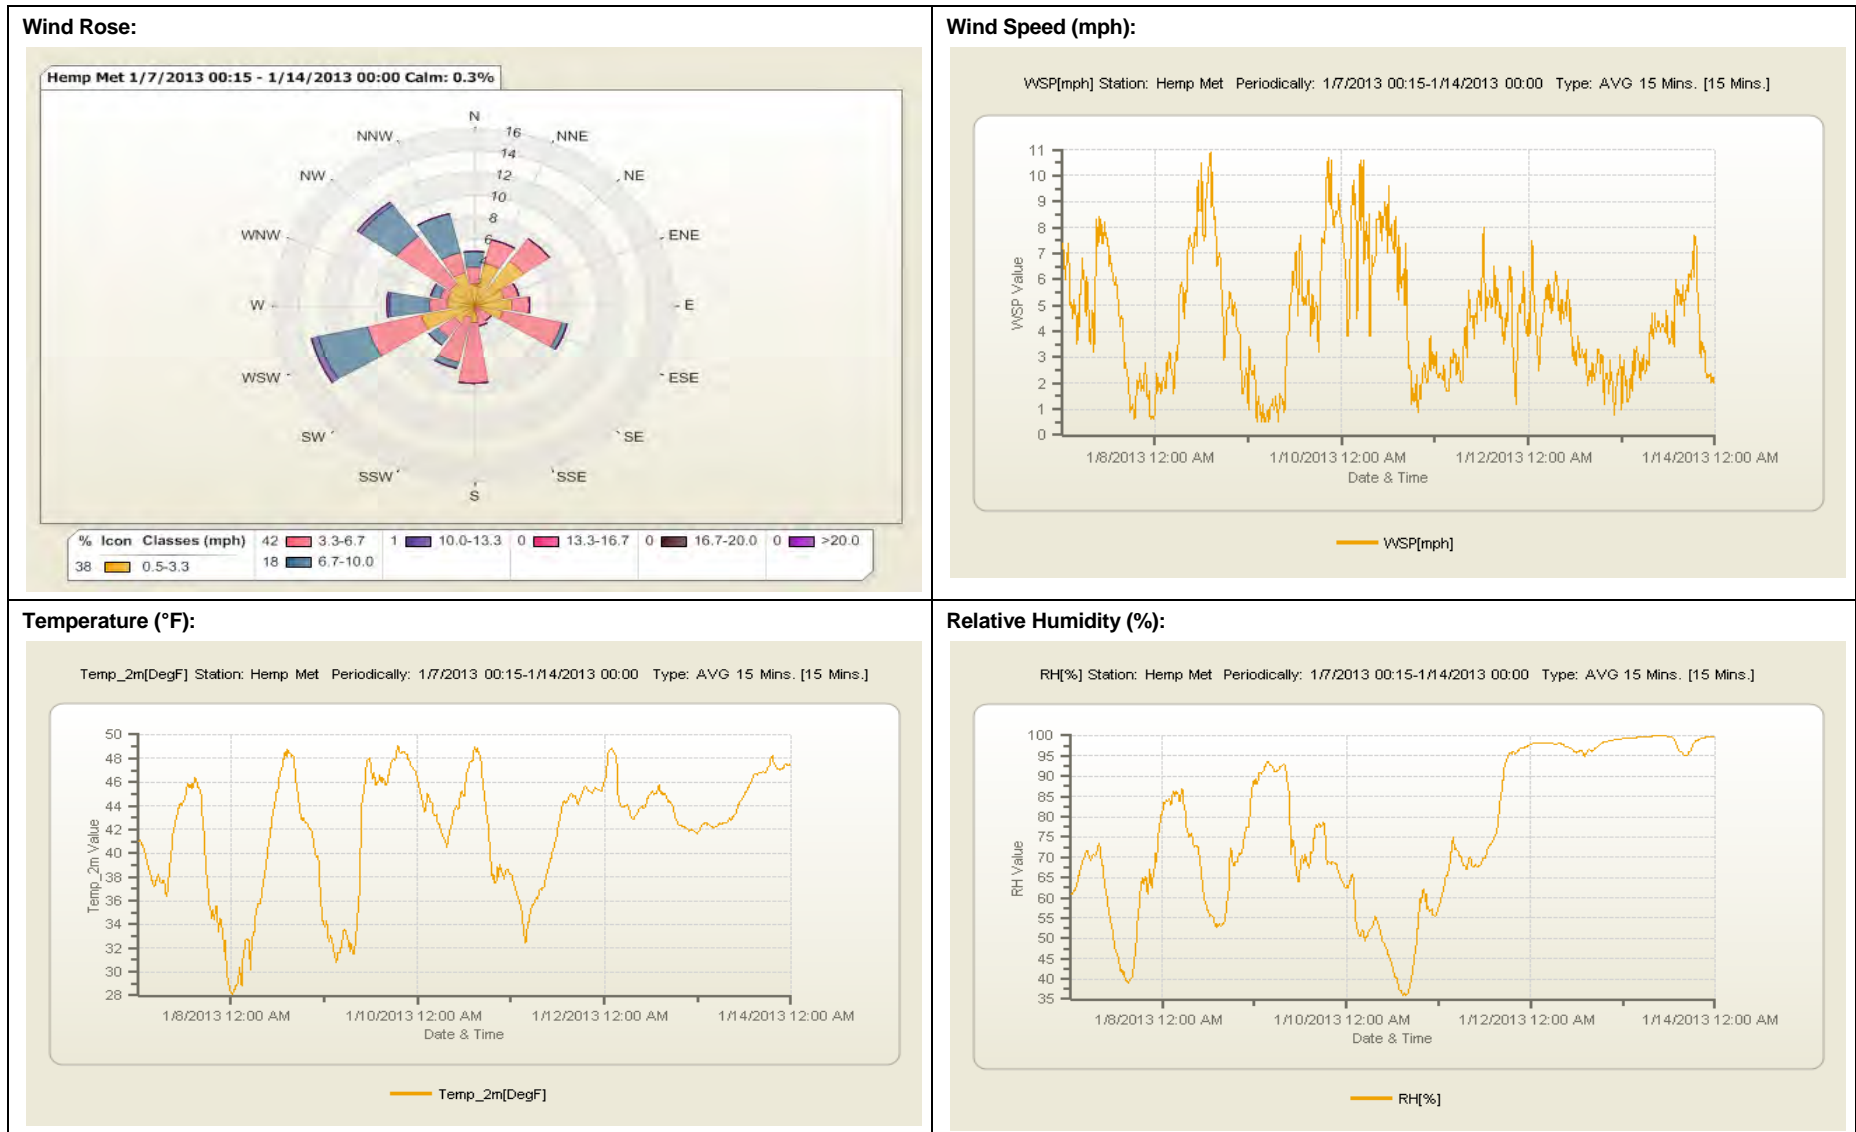 Wind Rose:
Hemp Met 1/7/2013 00:15 - 1/14/2013 00:00 Calm: 0.3%
N
NNW
16
NNE
14
NW
12
NE
10
8
WNW
6
ENE
4
W
E
WSW
ESE
SW
SE
SSW
SSE
S
% Icon Classes (mph)
38 0.5-3.3
42 3.3-6.7
18 6.7-10.0
1 10.0-13.3
0 13.3-16.7
0 16.7-20.0
0 >20.0
Wind Speed (mph):
WSP[mph] Station: Hemp Met Periodically: 1/7/2013 00:15-1/14/2013 00:00 Type: AVG 15 Mins. [15 Mins.]
WSP Value
11
10
9
8
7
6
5
4
3
2
1
0
1/8/2013 12:00 AM 1/10/2013 12:00 AM 1/12/2013 12:00 AM 1/14/2013 12:00 AM
Date & Time
WSP[mph]
Temperature (°F):
Temp_2m[DegF] Station: Hemp Met Periodically: 1/7/2013 00:15-1/14/2013 00:00 Type: AVG 15 Mins. [15 Mins.]
Temp_2m Value
50
48
46
44
42
40
38
36
34
32
30
28
1/8/2013 12:00 AM 1/10/2013 12:00 AM 1/12/2013 12:00 AM 1/14/2013 12:00 AM
Date & Time
Temp_2m[DegF]
Relative Humidity (%):
RH[%] Station: Hemp Met Periodically: 1/7/2013 00:15-1/14/2013 00:00 Type: AVG 15 Mins. [15 Mins.]
RH Value
100
95
90
85
80
75
70
65
60
55
50
45
40
35
1/8/2013 12:00 AM 1/10/2013 12:00 AM 1/12/2013 12:00 AM 1/14/2013 12:00 AM
Date & Time
RH[%]